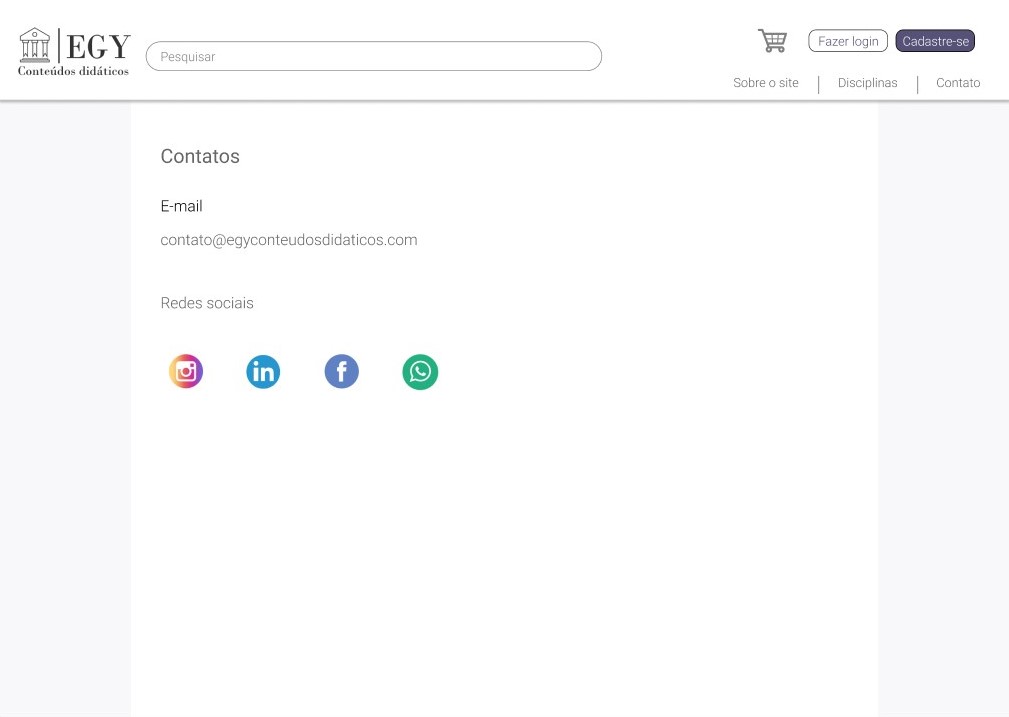 EGY
Conteúdos didáticos
Pesquisar
Fazer login
Cadastre-se
Sobre o site
Disciplinas
Contato
Contatos
E-mail
contato@egyconteudosdidaticos.com
Redes sociais
in
f